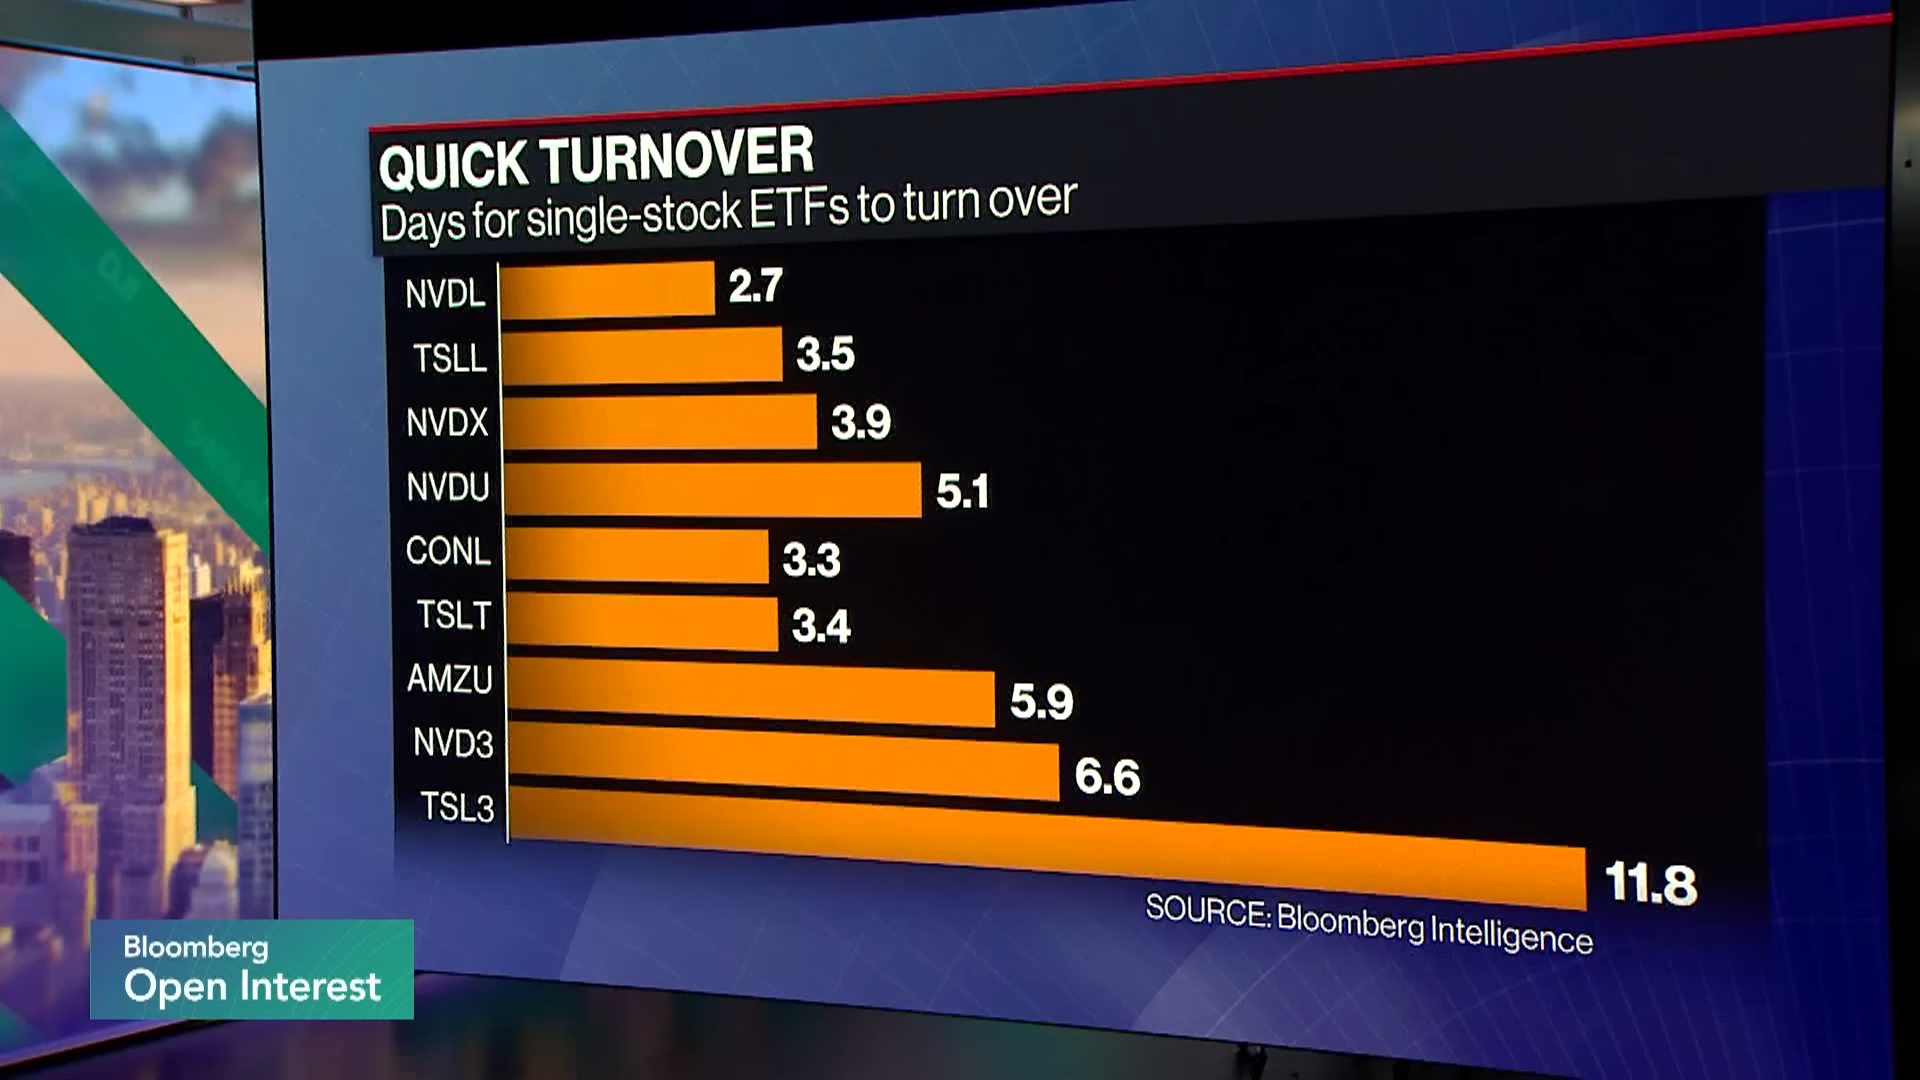 QUICK TURNOVER
Days for single-stock ETFs to turn over
NVDL 2.7
TSLL 3.5
NVDX 3.9
NVDU 5.1
CONL 3.3
TSLT 3.4
AMZU 5.9
NVD3 6.6
TSL3 11.8
SOURCE: Bloomberg Intelligence
Bloomberg
Open Interest